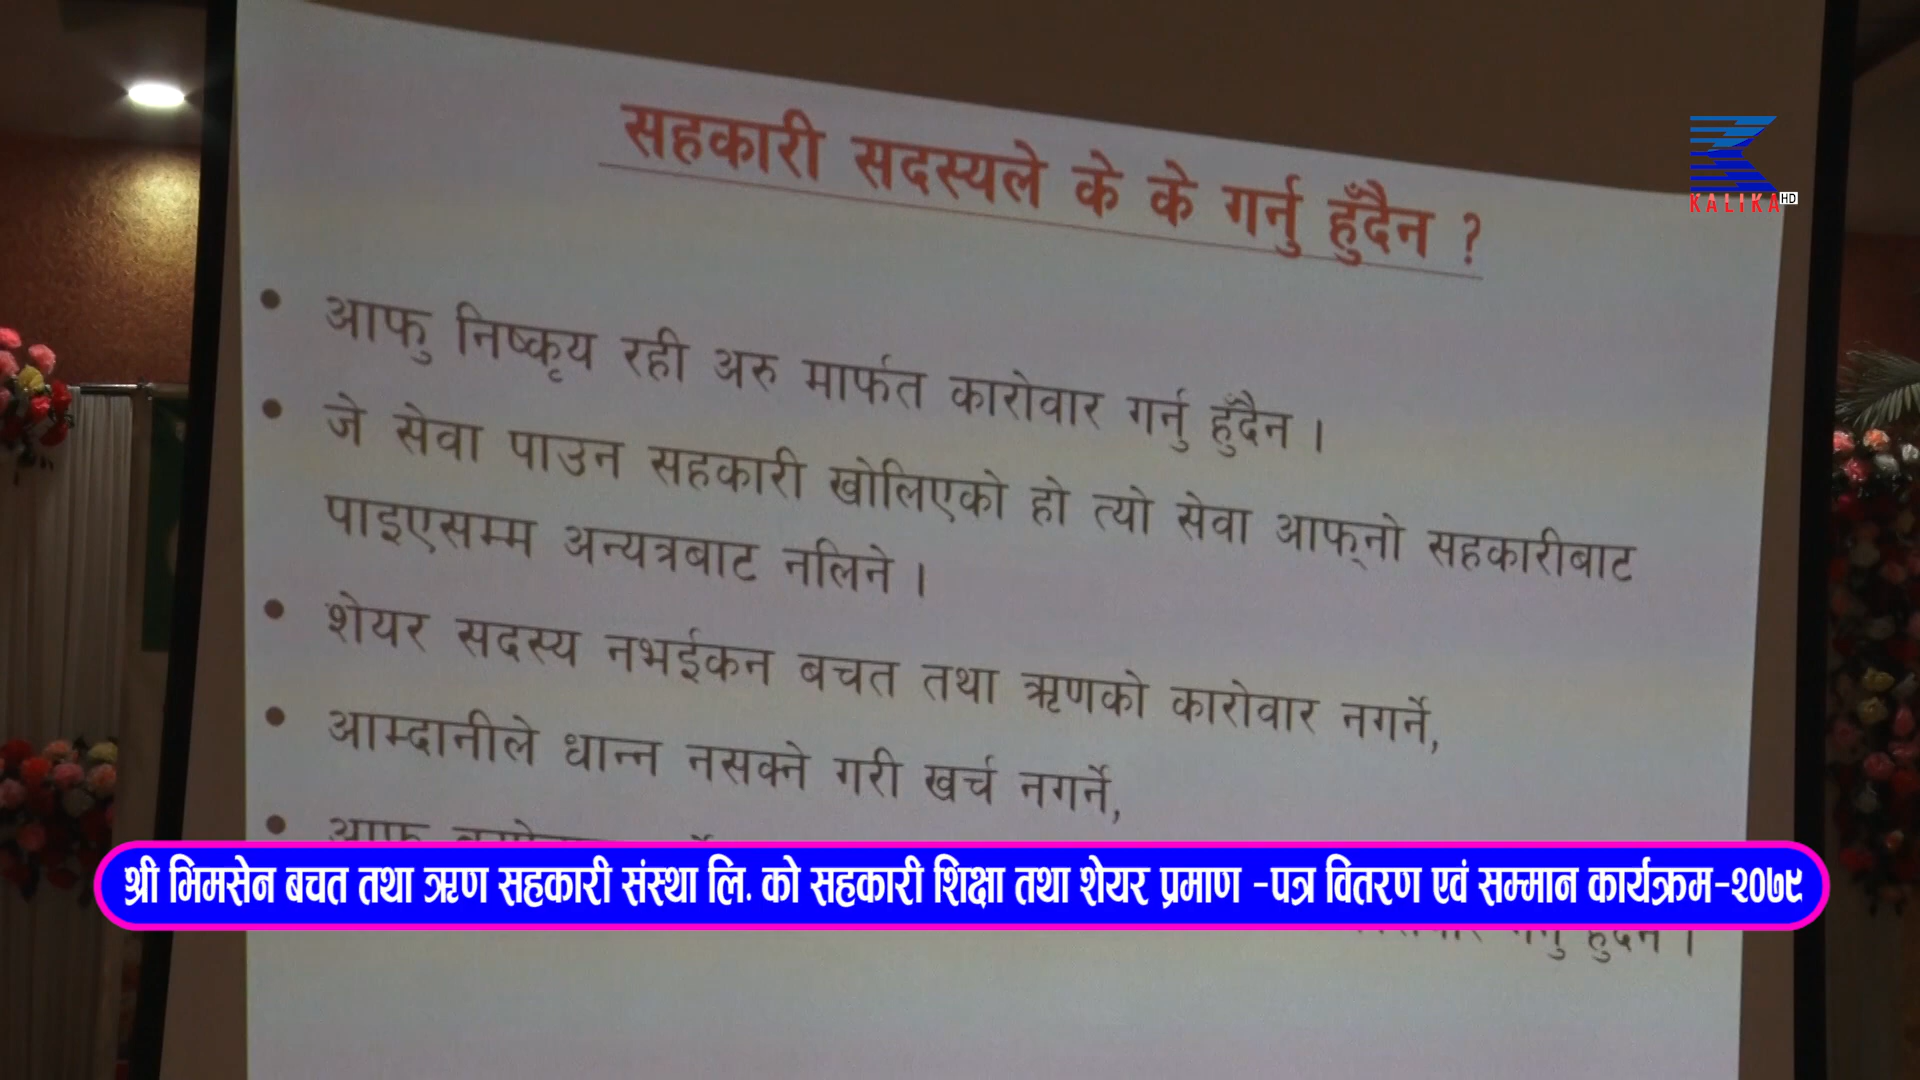 सहकारी सदस्यले के के गर्नु हुँदैन ?
KALIKA HD
• आफु निष्कृय रही अरु मार्फत कारोवार गर्नु हुँदैन ।
• जे सेवा पाउन सहकारी खोलिएको हो त्यो सेवा आफ्‌नो सहकारीबाट
पाइएसम्म अन्यत्रबाट नलिने ।
• शेयर सदस्य नभईकन बचत तथा ऋणको कारोवार नगर्ने,
• आम्दानीले धान्न नसक्ने गरी खर्च नगर्ने,
श्री भिमसेन बचत तथा ऋण सहकारी संस्था लि. को सहकारी शिक्षा तथा शेयर प्रमाण -पत्र वितरण एवं सम्मान कार्यक्रम-२०७९